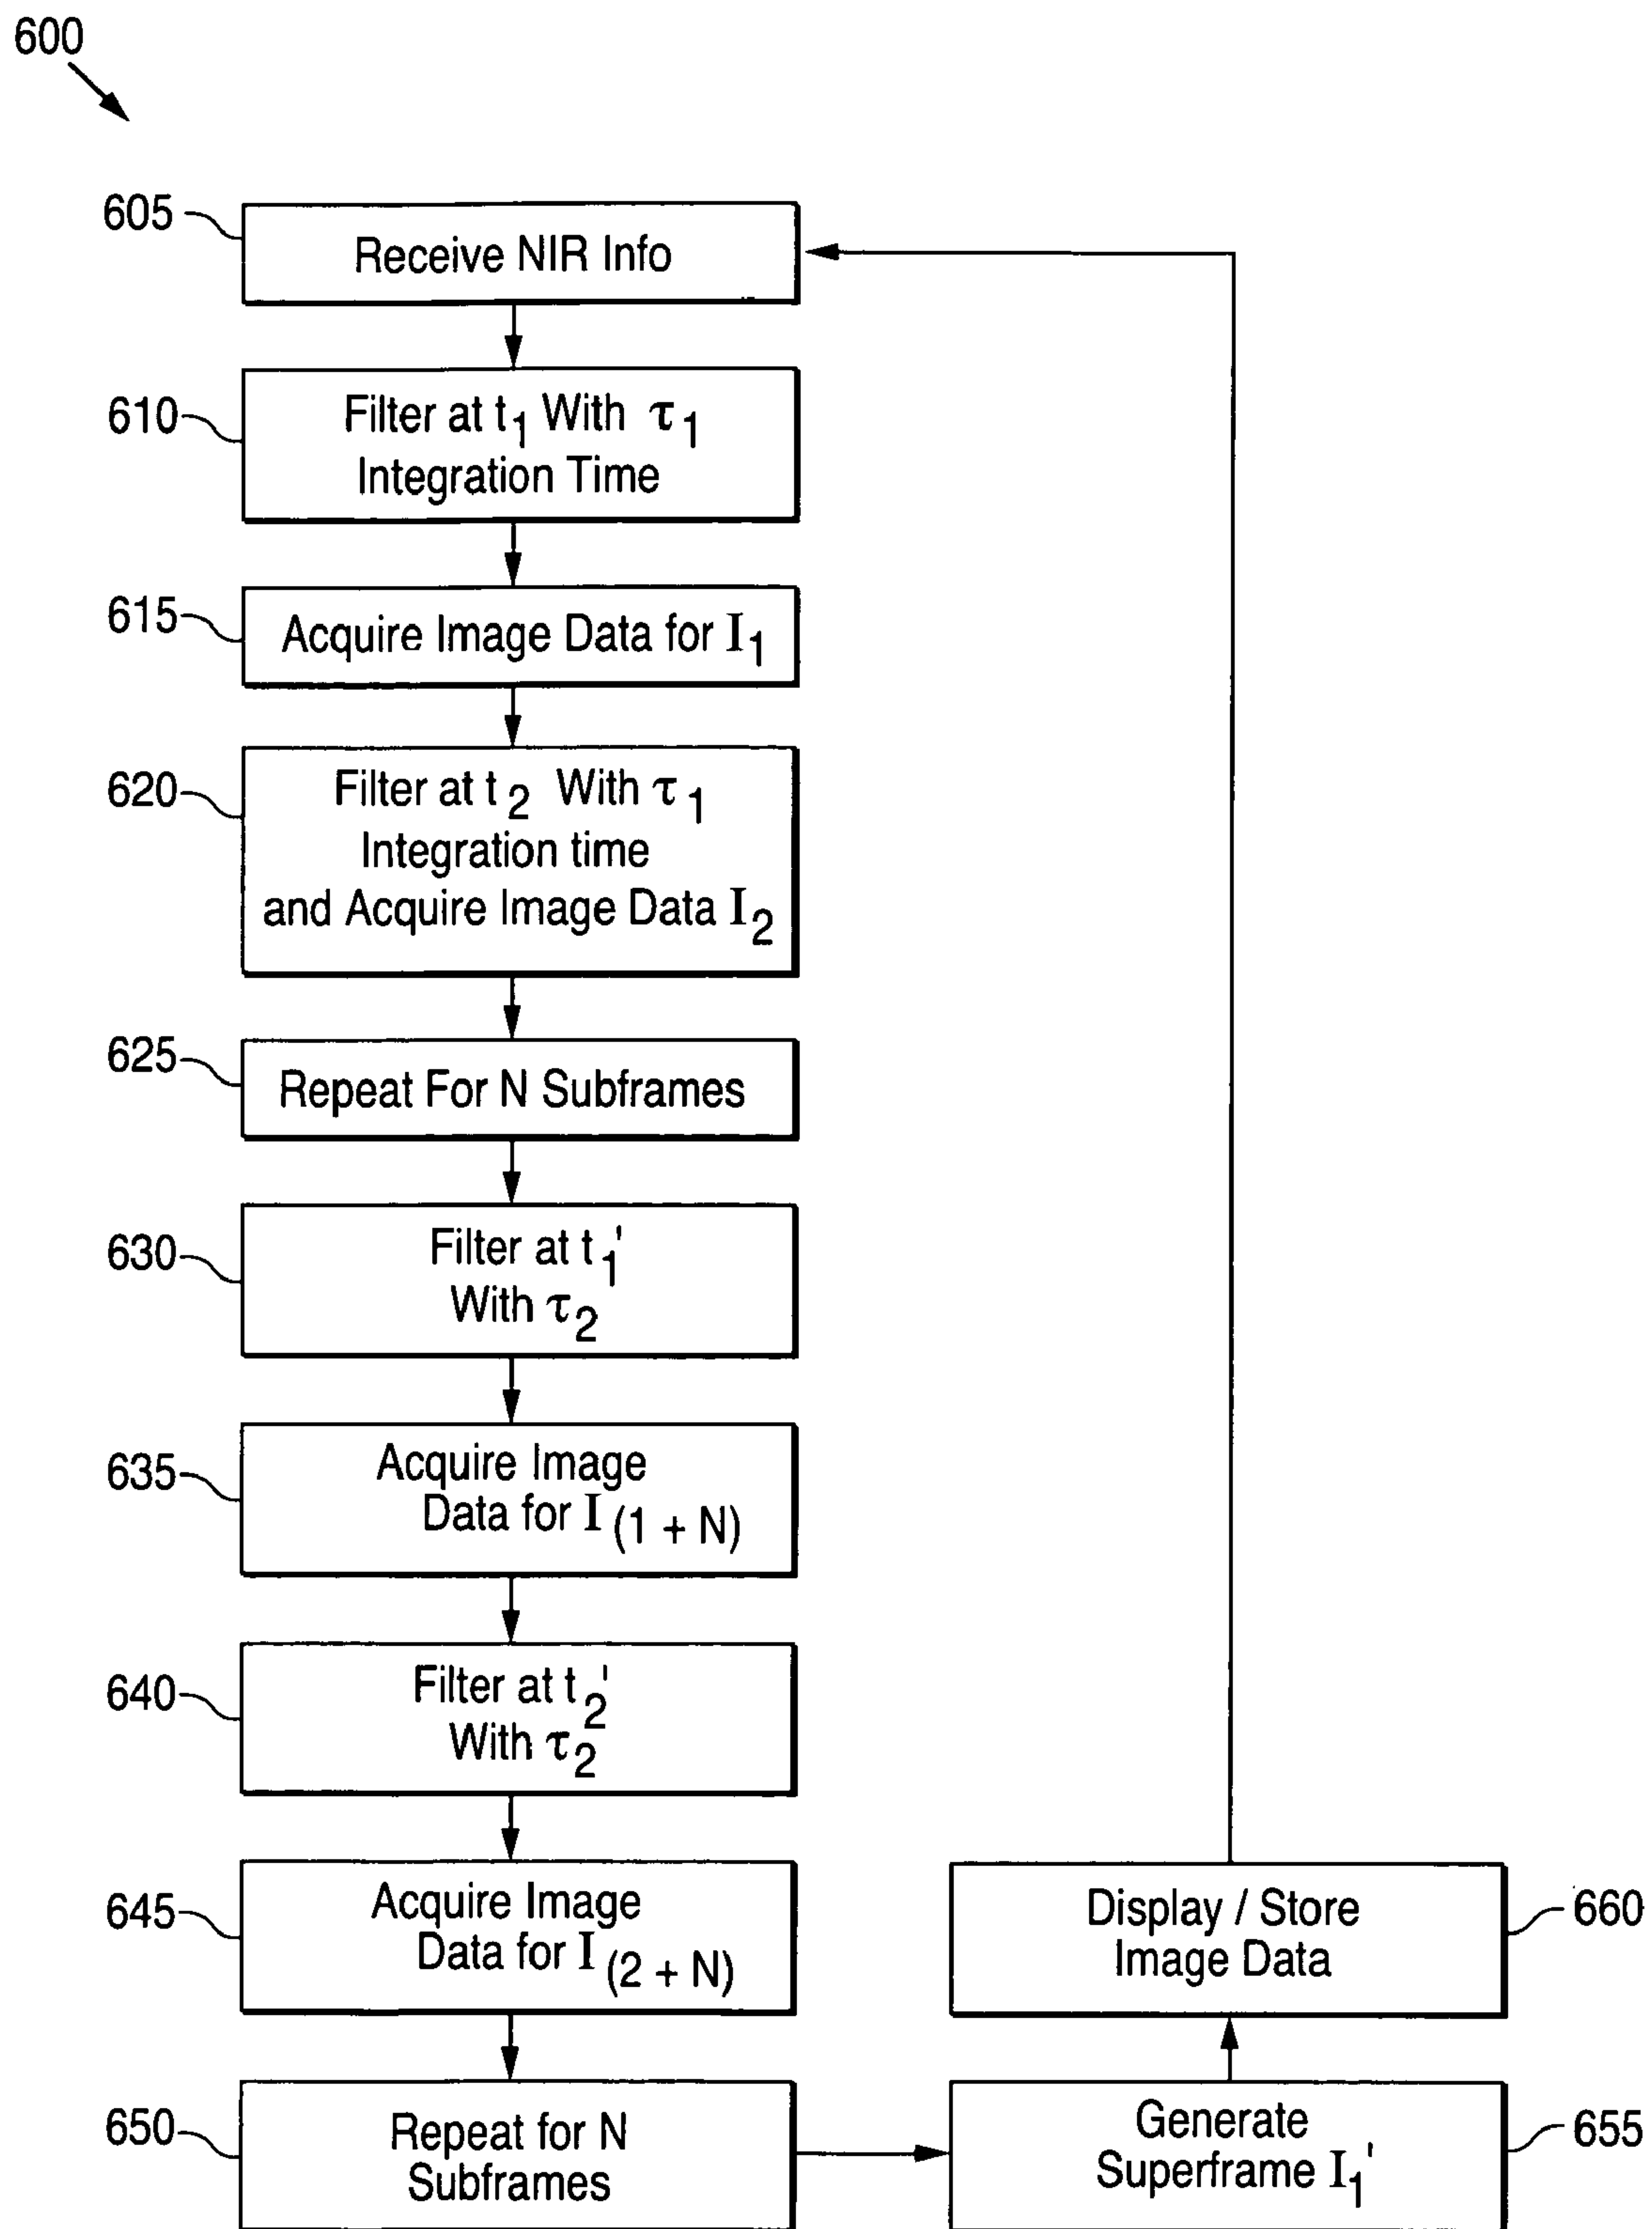 600
605
Receive NIR Info
610
Filter at t₁ With τ₁
Integration Time
615
Acquire Image Data for I₁
620
Filter at t₂ With τ₁
Integration time
and Acquire Image Data I₂
625
Repeat For N Subframes
630
Filter at t₁'
With τ₂
635
Acquire Image
Data for I₍₁ ₊ N₎
640
Filter at t₂'
With τ₂
645
Acquire Image
Data for I₍₂ ₊ N₎
650
Repeat for N
Subframes
Generate
Superframe I₁'
655
Display / Store
Image Data
660